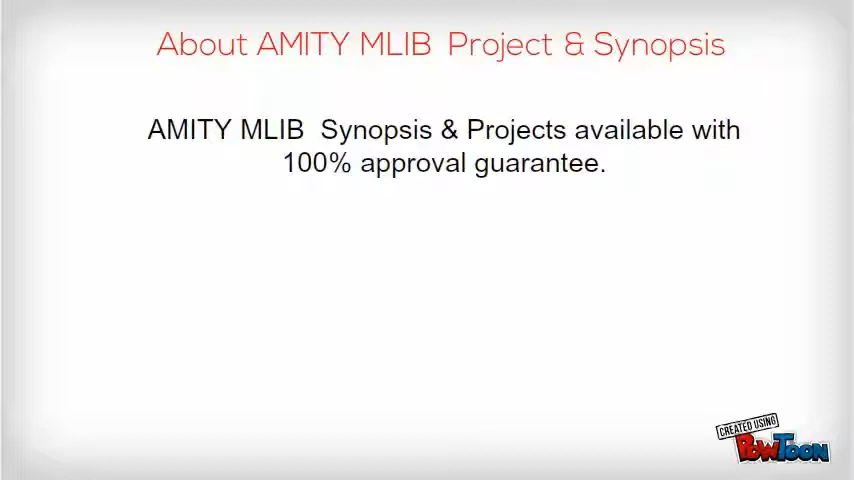 About AMITY MLIB  Project & Synopsis
AMITY MLIB  Synopsis & Projects available with
100% approval guarantee.
CREATED USING
POWTOON